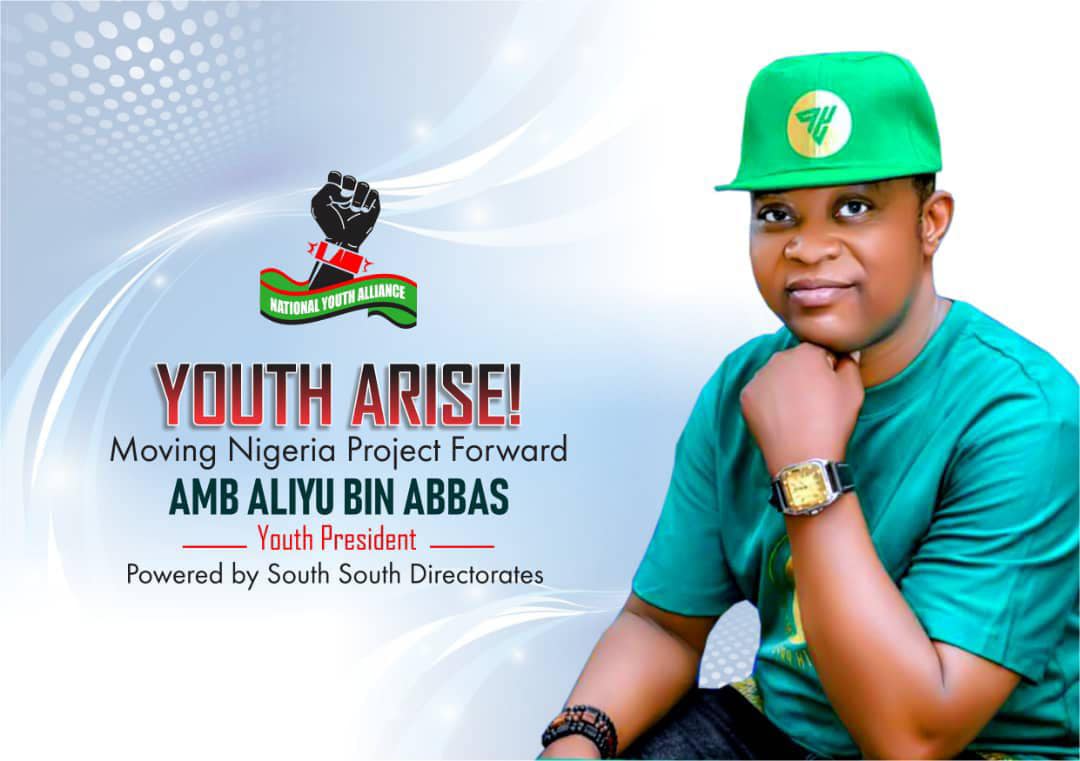 NATIONAL YOUTH ALLIANCE
YOUTH ARISE!
Moving Nigeria Project Forward
AMB ALIYU BIN ABBAS
Youth President
Powered by South South Directorates